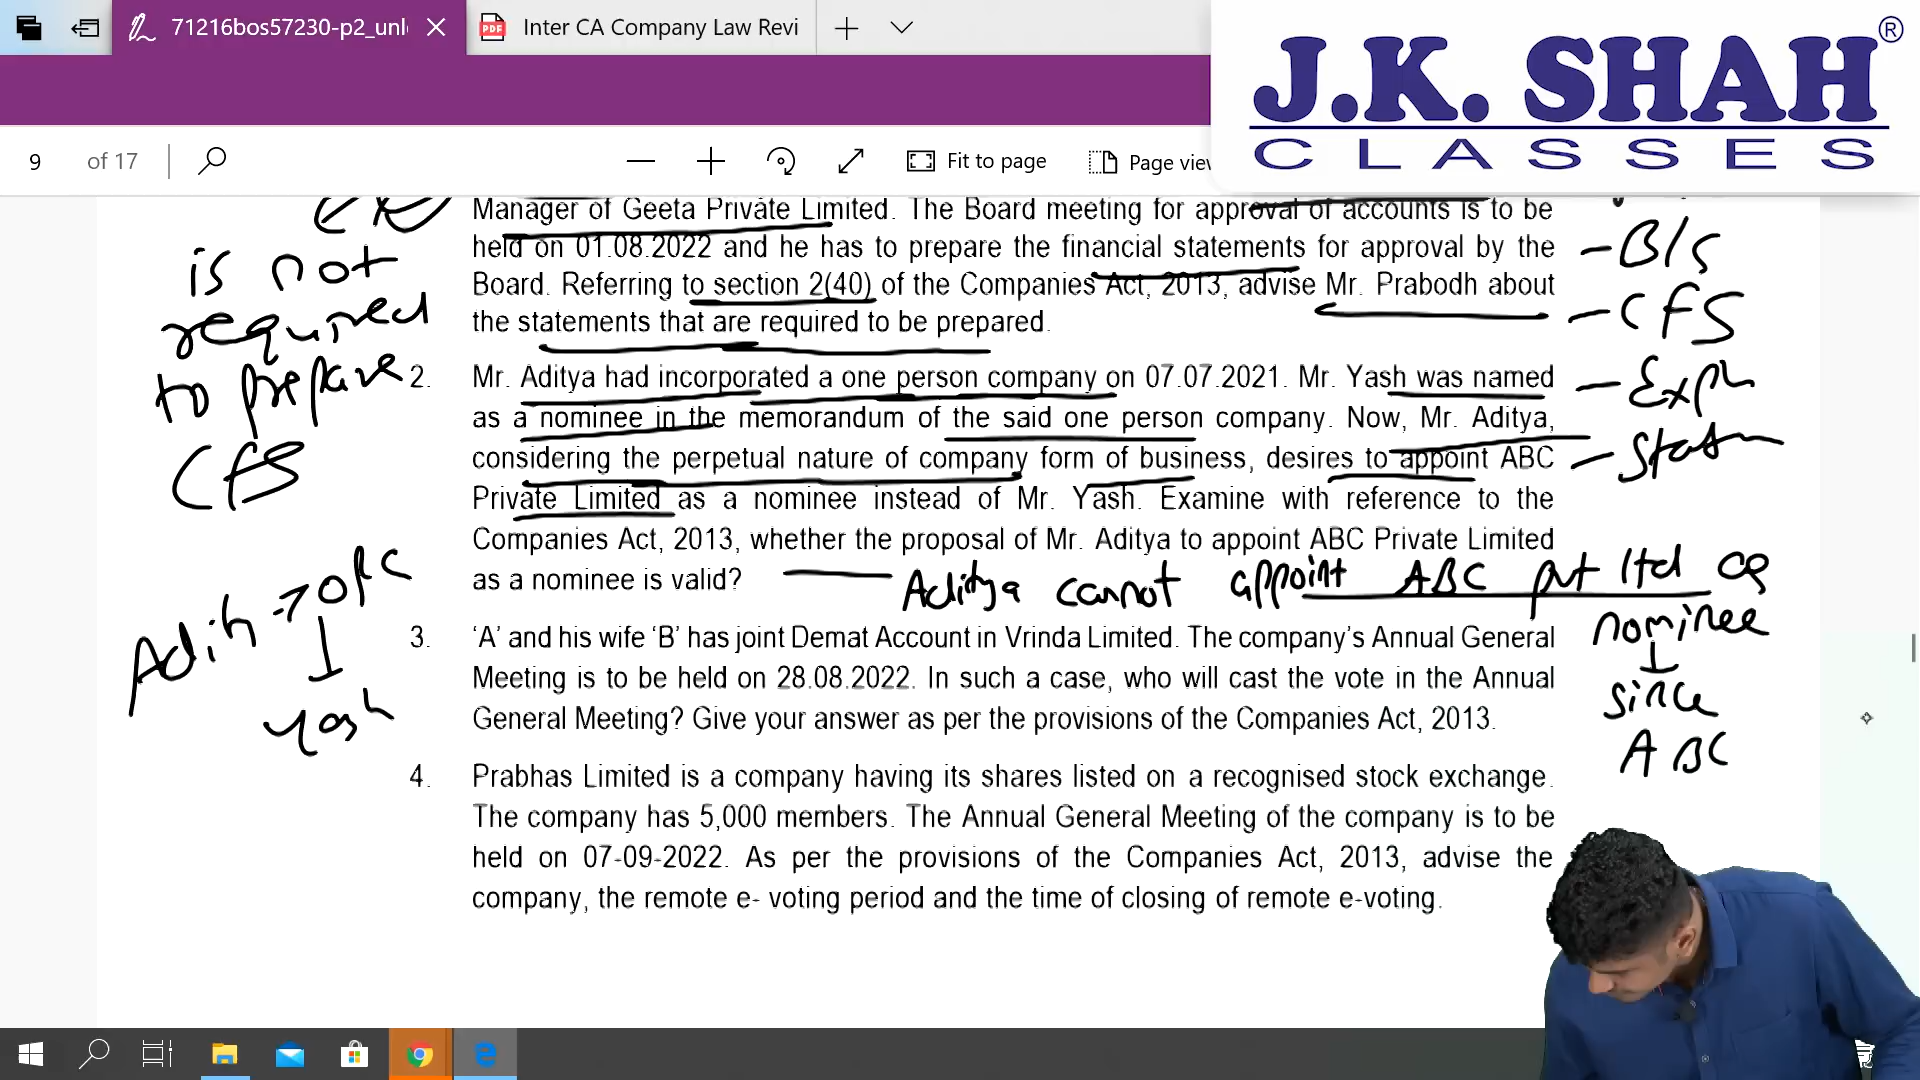 71216bos57230-p2_unl
Inter CA Company Law Revi
J.K. SHAH®
CLASSES
9 of 17
Fit to page
Page view
Manager of Geeta Private Limited. The Board meeting for approval of accounts is to be
held on 01.08.2022 and he has to prepare the financial statements for approval by the
Board. Referring to section 2(40) of the Companies Act, 2013, advise Mr. Prabodh about
the statements that are required to be prepared.
is not
required
to prepare
CFS
- B/S
- CFS
- Expl
- Stat
2. Mr. Aditya had incorporated a one person company on 07.07.2021. Mr. Yash was named
as a nominee in the memorandum of the said one person company. Now, Mr. Aditya,
considering the perpetual nature of company form of business, desires to appoint ABC
Private Limited as a nominee instead of Mr. Yash. Examine with reference to the
Companies Act, 2013, whether the proposal of Mr. Aditya to appoint ABC Private Limited
as a nominee is valid?
Aditya cannot appoint ABC pvt ltd as
nominee
since
ABC
Adit → OPC
Yash
3. ‘A’ and his wife ‘B’ has joint Demat Account in Vrinda Limited. The company’s Annual General
Meeting is to be held on 28.08.2022. In such a case, who will cast the vote in the Annual
General Meeting? Give your answer as per the provisions of the Companies Act, 2013.
4. Prabhas Limited is a company having its shares listed on a recognised stock exchange.
The company has 5,000 members. The Annual General Meeting of the company is to be
held on 07-09-2022. As per the provisions of the Companies Act, 2013, advise the
company, the remote e- voting period and the time of closing of remote e-voting.